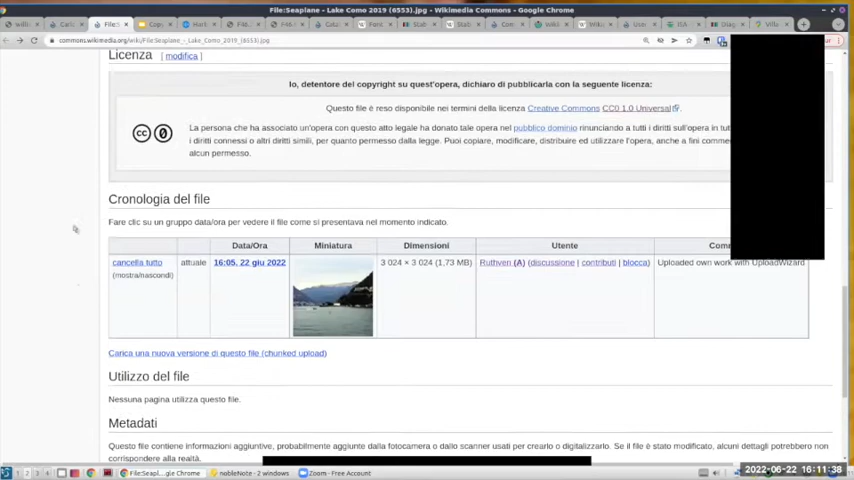 File:Seaplane - Lake Como 2019 (6553).jpg - Wikimedia Commons - Google Chrome
commons.wikimedia.org/wiki/File:Seaplane_-_Lake_Como_2019_(6553).jpg
Licenza [ modifica ]
Io, detentore del copyright su quest'opera, dichiaro di pubblicarla con la seguente licenza:
Questo file è reso disponibile nei termini della licenza Creative Commons CC0 1.0 Universal.
La persona che ha associato un'opera con questo atto legale ha donato tale opera nel pubblico dominio rinunciando a tutti i diritti sull'opera in
i diritti connessi o altri diritti simili, per quanto permesso dalla legge. Puoi copiare, modificare, distribuire ed utilizzare l'opera, anche a fini
alcun permesso.
Cronologia del file
Fare clic su un gruppo data/ora per vedere il file come si presentava nel momento indicato.
Data/Ora Miniatura Dimensioni Utente
cancella tutto attuale 16:05, 22 giu 2022 3 024 × 3 024 (1,73 MB) Ruthven (A) (discussione | contributi | blocca) Uploaded own work with UploadWizard
(mostra/nascondi)
Carica una nuova versione di questo file (chunked upload)
Utilizzo del file
Nessuna pagina utilizza questo file.
Metadati
Questo file contiene informazioni aggiuntive, probabilmente aggiunte dalla fotocamera o dallo scanner usati per crearlo o digitalizzarlo. Se il file è stato modificato, alcuni dettagli potrebbero non
corrispondere alla realtà.
File:Seapl...gle Chrome nobleNote - 2 windows Zoom - Free Account 2022-06-22 16:11:38